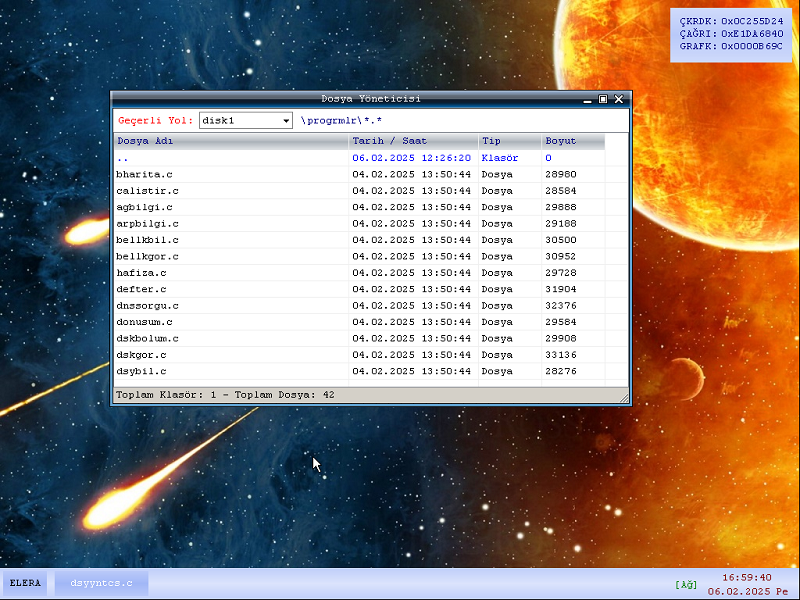 ÇKRDK: 0x0C255D24
ÇAĞRI: 0xE1DA6840
GRAFK: 0x0000B69C
Dosya Yöneticisi
Geçerli Yol: disk1 \progrmlr\*.*
Dosya Adı Tarih / Saat Tip Boyut
.. 06.02.2025 12:26:20 Klasör 0
bharita.c 04.02.2025 13:50:44 Dosya 28980
calistir.c 04.02.2025 13:50:44 Dosya 28584
agbilgi.c 04.02.2025 13:50:44 Dosya 29888
arpbilgi.c 04.02.2025 13:50:44 Dosya 29188
bellkbil.c 04.02.2025 13:50:44 Dosya 30500
bellkgor.c 04.02.2025 13:50:44 Dosya 30952
hafiza.c 04.02.2025 13:50:44 Dosya 29728
defter.c 04.02.2025 13:50:44 Dosya 31904
dnssorgu.c 04.02.2025 13:50:44 Dosya 32376
donusum.c 04.02.2025 13:50:44 Dosya 29584
dskbolum.c 04.02.2025 13:50:44 Dosya 29908
dskgor.c 04.02.2025 13:50:44 Dosya 33136
dsybil.c 04.02.2025 13:50:44 Dosya 28276
Toplam Klasör: 1 - Toplam Dosya: 42
ELERA dsyyntcs.c [Ağ] 16:59:40
06.02.2025 Pe